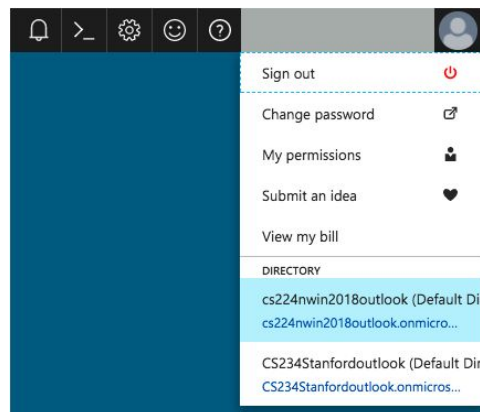 Sign out
Change password
My permissions
Submit an idea
View my bill
DIRECTORY
cs224nwin2018outlook (Default Di
cs224nwin2018outlook.onmicro...
CS234Stanfordoutlook (Default Dir
CS234Stanfordoutlook.onmicros...